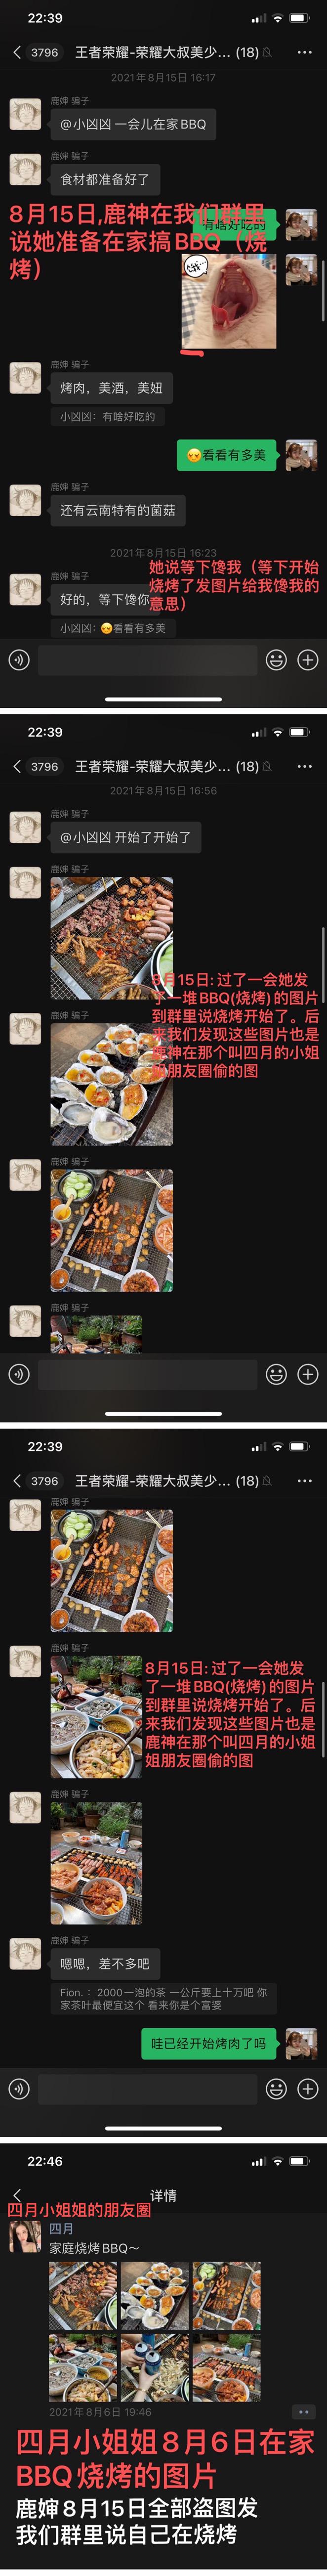 22:39
3796 王者荣耀-荣耀大叔美少... (18)
2021年8月15日 16:17
鹿婶 骗子
@小凶凶 一会儿在家BBQ
鹿婶 骗子
食材都准备好了
有啥好吃的
8月15日,鹿神在我们群里
说她准备在家搞BBQ（烧
烤）
鹿婶 骗子
烤肉，美酒，美妞
小凶凶：有啥好吃的
看看有多美
鹿婶 骗子
还有云南特有的菌菇
2021年8月15日 16:23
她说等下馋我（等下开始
烧烤了发图片给我馋我的
意思）
鹿婶 骗子
好的，等下馋你
小凶凶：看看有多美
22:39
3796 王者荣耀-荣耀大叔美少... (18)
2021年8月15日 16:56
鹿婶 骗子
@小凶凶 开始了开始了
鹿婶 骗子
8月15日: 过了一会她发
了一堆BBQ(烧烤) 的图片
到群里说烧烤开始了。后
来我们发现这些图片也是
鹿神在那个叫四月的小姐
姐朋友圈偷的图
鹿婶 骗子
鹿婶 骗子
鹿婶 骗子
22:39
3796 王者荣耀-荣耀大叔美少... (18)
鹿婶 骗子
鹿婶 骗子
8月15日: 过了一会她发
了一堆BBQ(烧烤) 的图片
到群里说烧烤开始了。后
来我们发现这些图片也是
鹿神在那个叫四月的小姐
姐朋友圈偷的图
鹿婶 骗子
鹿婶 骗子
嗯嗯，差不多吧
Fion.：2000一泡的茶 一公斤要上十万吧 你
家茶叶最便宜这个 看来你是个富婆
哇已经开始烤肉了吗
22:46
详情
四月小姐姐的朋友圈
四月
家庭烧烤BBQ～
2021年8月6日 19:46
四月小姐姐8月6日在家
BBQ烧烤的图片
鹿婶8月15日全部盗图发
我们群里说自己在烧烤